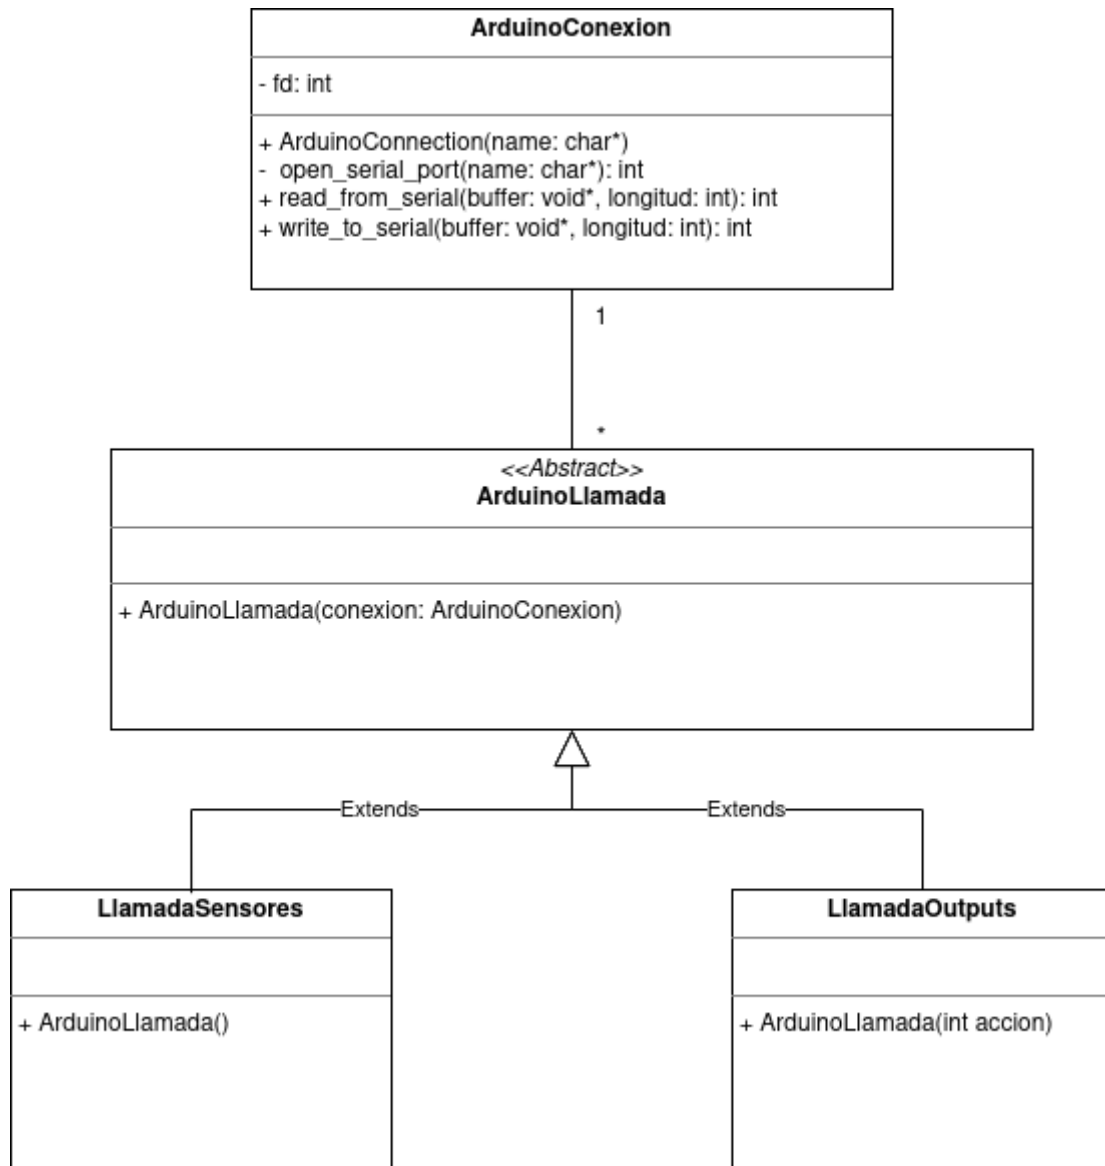 ArduinoConexion
- fd: int
+ ArduinoConnection(name: char*)
- open_serial_port(name: char*): int
+ read_from_serial(buffer: void*, longitud: int): int
+ write_to_serial(buffer: void*, longitud: int): int
1
*
<<Abstract>>
ArduinoLlamada
+ ArduinoLlamada(conexion: ArduinoConexion)
Extends
Extends
LlamadaSensores
+ ArduinoLlamada()
LlamadaOutputs
+ ArduinoLlamada(int accion)